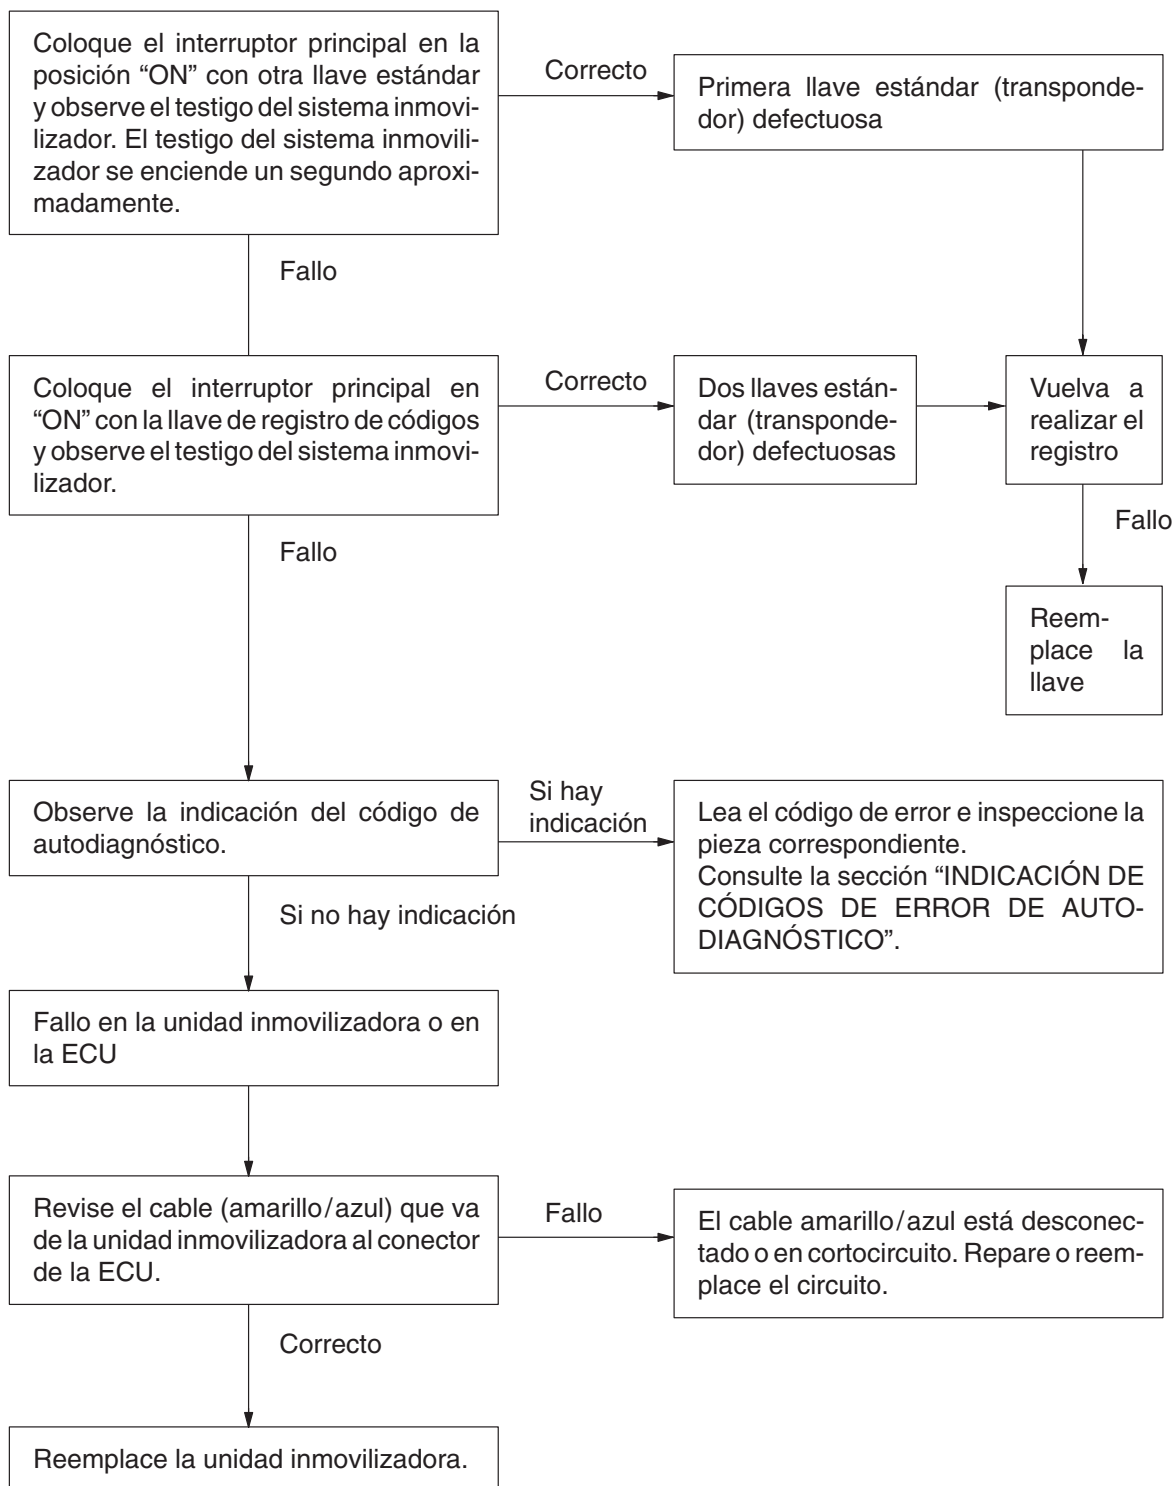 Coloque el interruptor principal en la
posición “ON” con otra llave estándar
y observe el testigo del sistema inmovi-
lizador. El testigo del sistema inmovili-
zador se enciende un segundo aproxi-
madamente.
Correcto
Primera llave estándar (transponde-
dor) defectuosa
Fallo
Coloque el interruptor principal en
“ON” con la llave de registro de códigos
y observe el testigo del sistema inmovi-
lizador.
Correcto
Dos llaves están-
dar (transponde-
dor) defectuosas
Vuelva a
realizar el
registro
Fallo
Reem-
place la
llave
Fallo
Observe la indicación del código de
autodiagnóstico.
Si hay
indicación
Lea el código de error e inspeccione la
pieza correspondiente.
Consulte la sección “INDICACIÓN DE
CÓDIGOS DE ERROR DE AUTO-
DIAGNÓSTICO”.
Si no hay indicación
Fallo en la unidad inmovilizadora o en
la ECU
Revise el cable (amarillo/azul) que va
de la unidad inmovilizadora al conector
de la ECU.
Fallo
El cable amarillo/azul está desconec-
tado o en cortocircuito. Repare o reem-
place el circuito.
Correcto
Reemplace la unidad inmovilizadora.